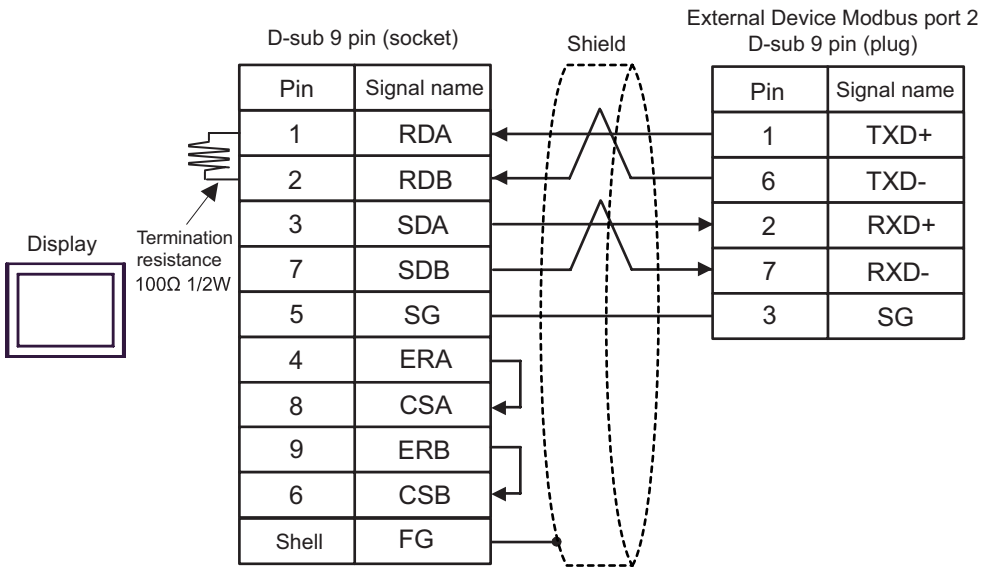 External Device Modbus port 2
D-sub 9 pin (socket)
Shield
D-sub 9 pin (plug)
Pin Signal name
1 RDA
2 RDB
3 SDA
7 SDB
5 SG
4 ERA
8 CSA
9 ERB
6 CSB
Shell FG
Pin Signal name
1 TXD+
6 TXD-
2 RXD+
7 RXD-
3 SG
Display
Termination
resistance
100Ω 1/2W